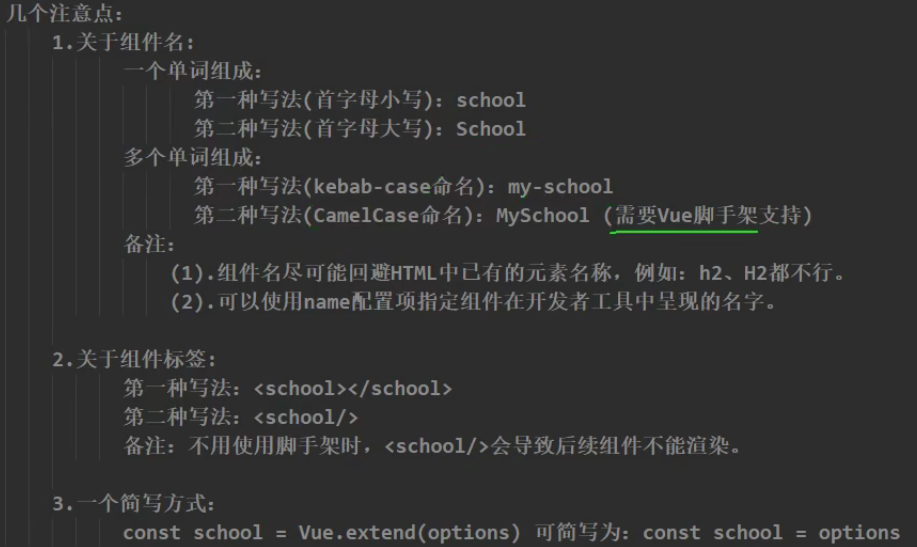 几个注意点：
1.关于组件名:
一个单词组成：
第一种写法(首字母小写)：school
第二种写法(首字母大写)：School
多个单词组成：
第一种写法(kebab-case命名)：my-school
第二种写法(CamelCase命名)：MySchool (需要Vue脚手架支持)
备注：
(1).组件名尽可能回避HTML中已有的元素名称，例如：h2、H2都不行。
(2).可以使用name配置项指定组件在开发者工具中呈现的名字。
2.关于组件标签:
第一种写法：<school></school>
第二种写法：<school/>
备注：不用使用脚手架时，<school/>会导致后续组件不能渲染。
3.一个简写方式：
const school = Vue.extend(options) 可简写为：const school = options